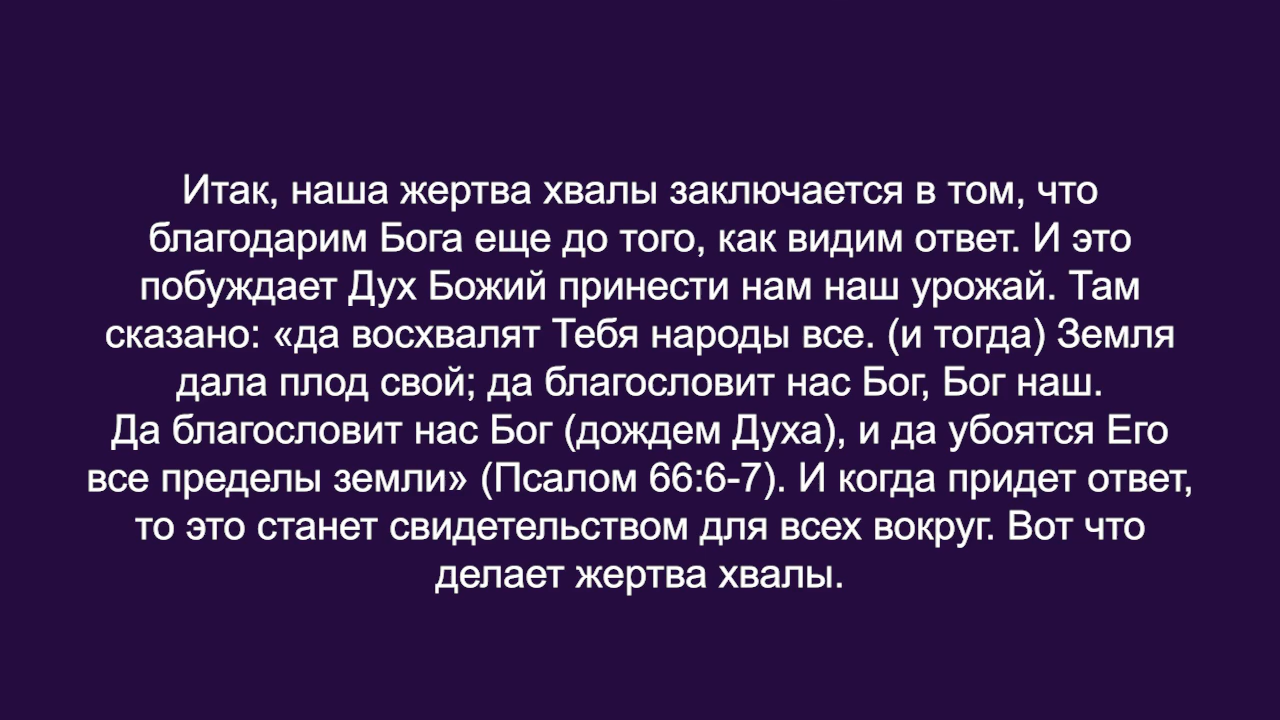 Итак, наша жертва хвалы заключается в том, что
благодарим Бога еще до того, как видим ответ. И это
побуждает Дух Божий принести нам наш урожай. Там
сказано: «да восхвалят Тебя народы все. (и тогда) Земля
дала плод свой; да благословит нас Бог, Бог наш.
Да благословит нас Бог (дождем Духа), и да убоятся Его
все пределы земли» (Псалом 66:6-7). И когда придет ответ,
то это станет свидетельством для всех вокруг. Вот что
делает жертва хвалы.